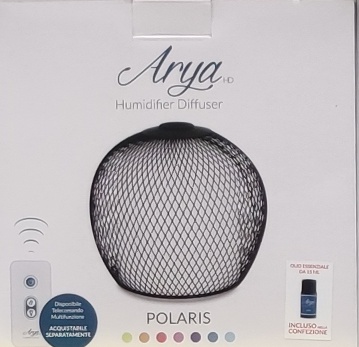 Arya HD
Humidifier Diffuser
OLIO ESSENZIALE
DA 15 ML
Disponibile
Telecomando
Multifunzione
ACQUISTABILE
SEPARATAMENTE
Arya
POLARIS
INCLUSO NELLA
CONFEZIONE